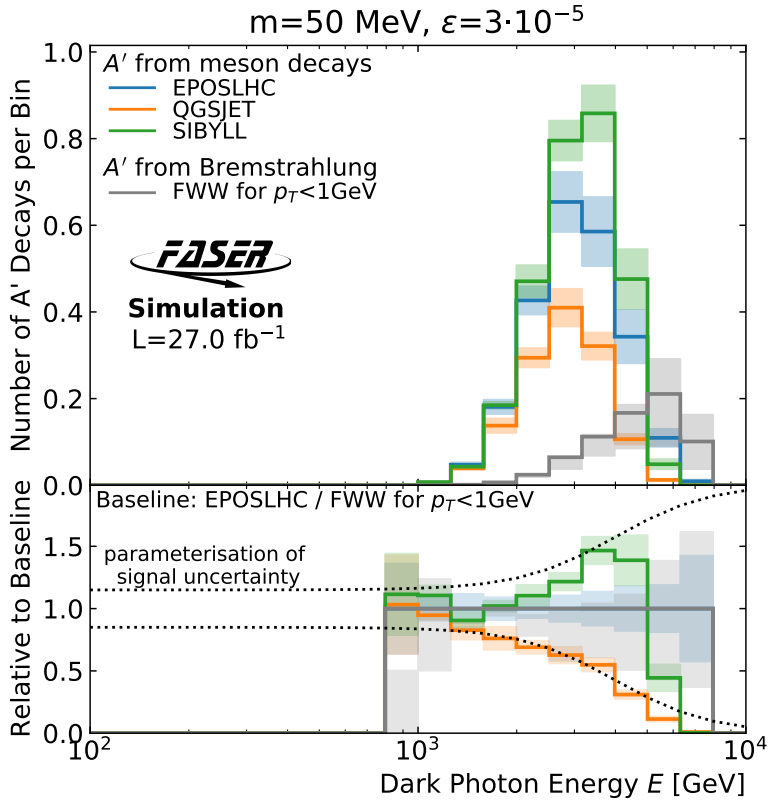 m=50 MeV, ε=3·10⁻⁵
Number of A' Decays per Bin
1.0
0.8
0.6
0.4
0.2
0.0
A′ from meson decays
EPOSLHC
QGSJET
SIBYLL
A′ from Bremstrahlung
FWW for p_T<1GeV
FASER
Simulation
L=27.0 fb⁻¹
Relative to Baseline
1.5
1.0
0.5
0.0
Baseline: EPOSLHC / FWW for p_T<1GeV
parameterisation of
signal uncertainty
10² 10³ 10⁴
Dark Photon Energy E [GeV]